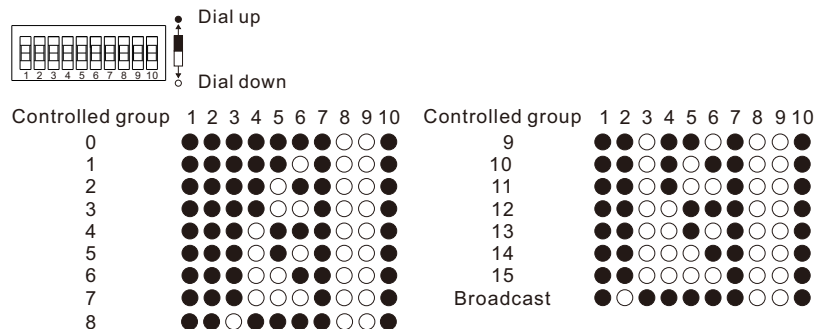 Dial up
1 2 3 4 5 6 7 8 9 10
Dial down
Controlled group 1 2 3 4 5 6 7 8 9 10
0
1
2
3
4
5
6
7
8
Controlled group 1 2 3 4 5 6 7 8 9 10
9
10
11
12
13
14
15
Broadcast